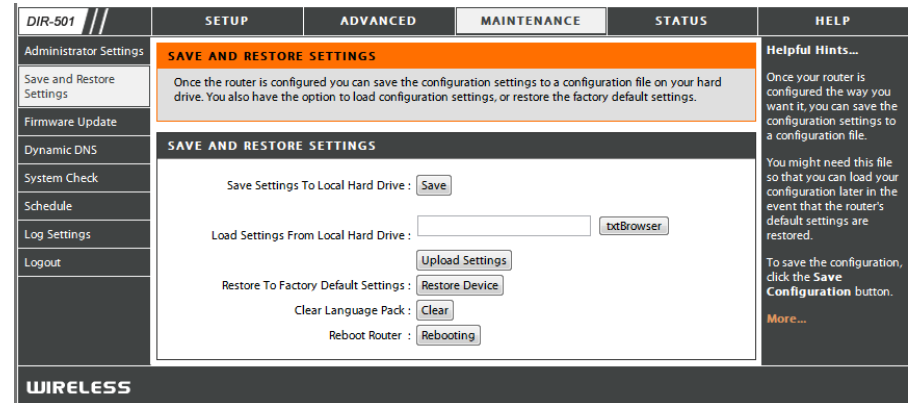 DIR-501
SETUP
ADVANCED
MAINTENANCE
STATUS
HELP
Administrator Settings
Save and Restore
Settings
Firmware Update
Dynamic DNS
System Check
Schedule
Log Settings
Logout
SAVE AND RESTORE SETTINGS
Once the router is configured you can save the configuration settings to a configuration file on your hard
drive. You also have the option to load configuration settings, or restore the factory default settings.
SAVE AND RESTORE SETTINGS
Save Settings To Local Hard Drive : Save
Load Settings From Local Hard Drive : txtBrowser
Upload Settings
Restore To Factory Default Settings : Restore Device
Clear Language Pack : Clear
Reboot Router : Rebooting
Helpful Hints...
Once your router is
configured the way you
want it, you can save the
configuration settings to
a configuration file.
You might need this file
so that you can load your
configuration later in the
event that the router's
default settings are
restored.
To save the configuration,
click the Save
Configuration button.
More...
WIRELESS